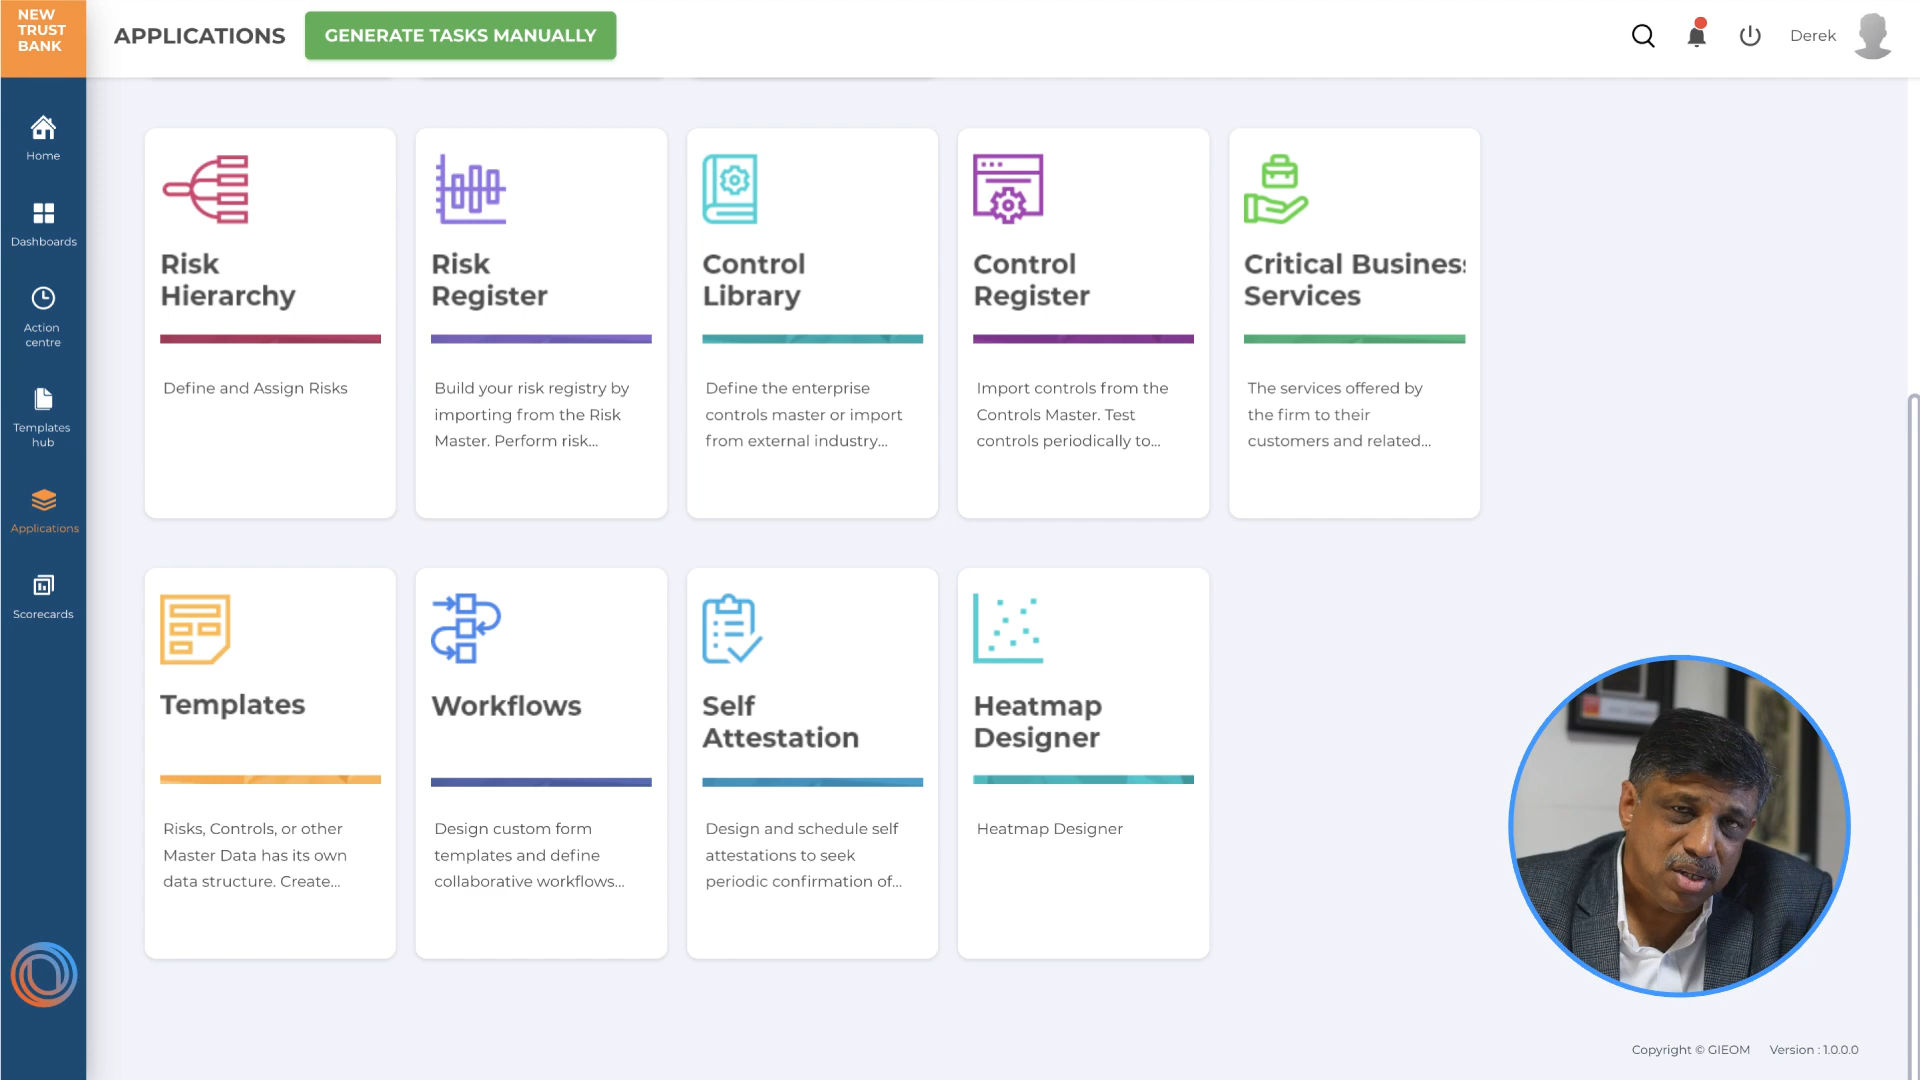 NEW
TRUST
BANK
APPLICATIONS
GENERATE TASKS MANUALLY
Derek
Home
Dashboards
Action
centre
Templates
hub
Applications
Scorecards
Risk
Hierarchy
Define and Assign Risks
Risk
Register
Build your risk registry by
importing from the Risk
Master. Perform risk...
Control
Library
Define the enterprise
controls master or import
from external industry...
Control
Register
Import controls from the
Controls Master. Test
controls periodically to...
Critical Busines
Services
The services offered by
the firm to their
customers and related...
Templates
Risks, Controls, or other
Master Data has its own
data structure. Create...
Workflows
Design custom form
templates and define
collaborative workflows...
Self
Attestation
Design and schedule self
attestations to seek
periodic confirmation of...
Heatmap
Designer
Heatmap Designer
Copyright © GIEOM Version : 1.0.0.0